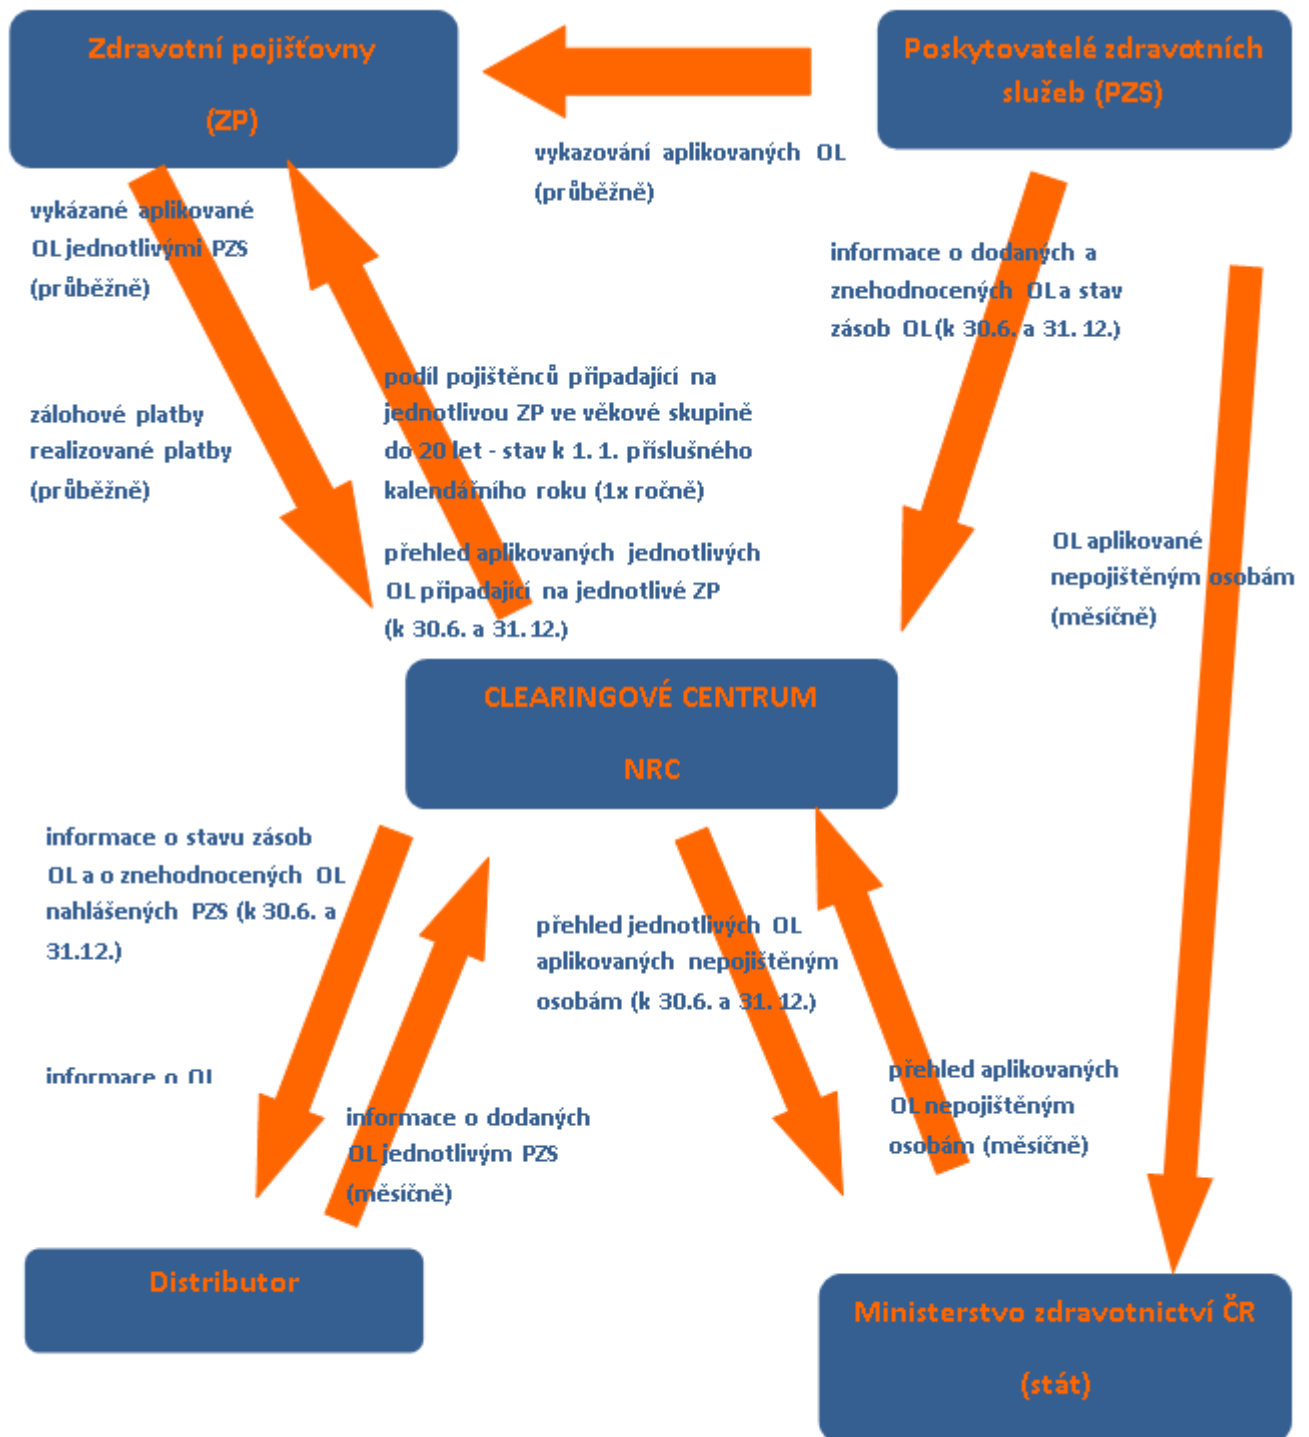 Zdravotní pojišťovny
(ZP)
Poskytovatelé zdravotních
služeb (PZS)
vykazování aplikovaných OL
(průběžně)
vykázané aplikované
OL jednotlivými PZS
(průběžně)
informace o dodaných a
znehodnocených OL a stav
zásob OL (k 30.6. a 31. 12.)
zálohové platby
realizované platby
(průběžně)
podíl pojištěnců připadající na
jednotlivou ZP ve věkové skupině
do 20 let - stav k 1. 1. příslušného
kalendářního roku (1x ročně)
přehled aplikovaných jednotlivých
OL připadající na jednotlivé ZP
(k 30.6. a 31. 12.)
OL aplikované
nepojištěným osobám
(měsíčně)
CLEARINGOVÉ CENTRUM
NRC
informace o stavu zásob
OL a o znehodnocených OL
nahlášených PZS (k 30.6. a
31.12.)
informace o OL
přehled jednotlivých OL
aplikovaných nepojištěným
osobám (k 30.6. a 31. 12.)
informace o dodaných
OL jednotlivým PZS
(měsíčně)
přehled aplikovaných
OL nepojištěným
osobám (měsíčně)
Distributor
Ministerstvo zdravotnictví ČR
(stát)